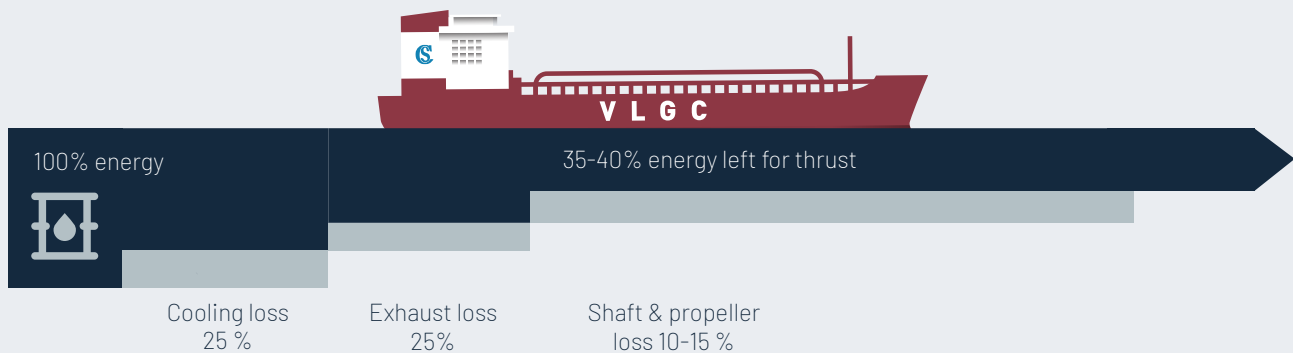 CS
VLGC
100% energy
35-40% energy left for thrust
Cooling loss
25 %
Exhaust loss
25%
Shaft & propeller
loss 10-15 %